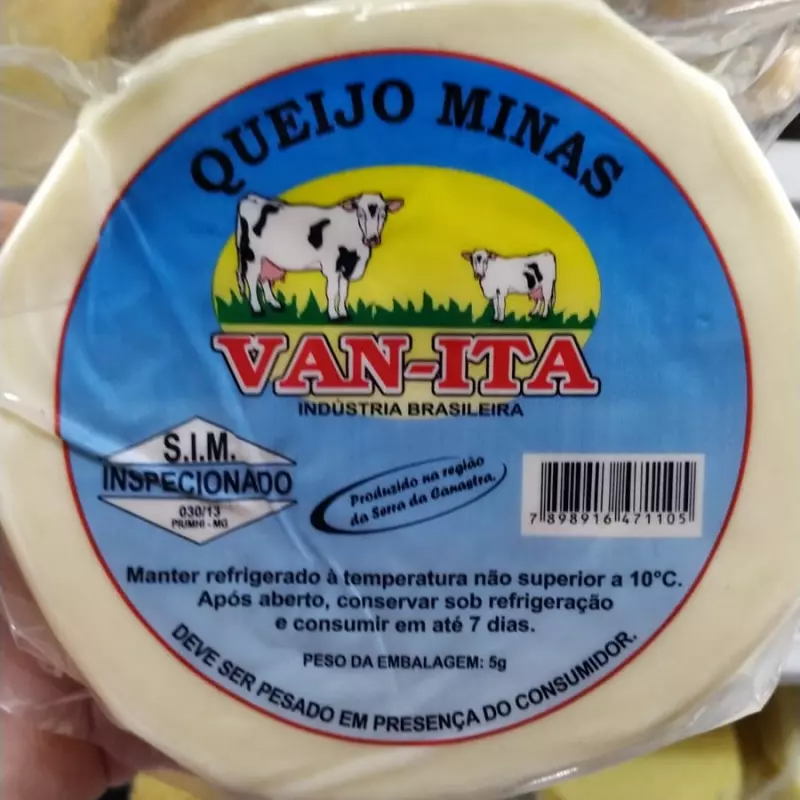 QUEIJO MINAS
VAN-ITA
INDÚSTRIA BRASILEIRA
S.I.M.
INSPECIONADO
030/13
PIUMHI - MG
Produzido na região
da Serra da Canastra.
7 898916 471105
Manter refrigerado à temperatura não superior a 10°C.
Após aberto, conservar sob refrigeração
e consumir em até 7 dias.
PESO DA EMBALAGEM: 5g
DEVE SER PESADO EM PRESENÇA DO CONSUMIDOR.